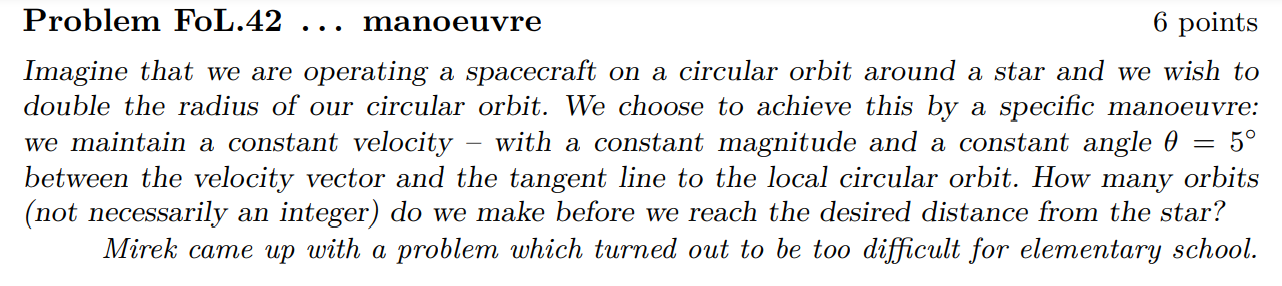 Problem FoL.42 ... manoeuvre 6 points
Imagine that we are operating a spacecraft on a circular orbit around a star and we wish to
double the radius of our circular orbit. We choose to achieve this by a specific manoeuvre:
we maintain a constant velocity – with a constant magnitude and a constant angle θ = 5°
between the velocity vector and the tangent line to the local circular orbit. How many orbits
(not necessarily an integer) do we make before we reach the desired distance from the star?
Mirek came up with a problem which turned out to be too difficult for elementary school.